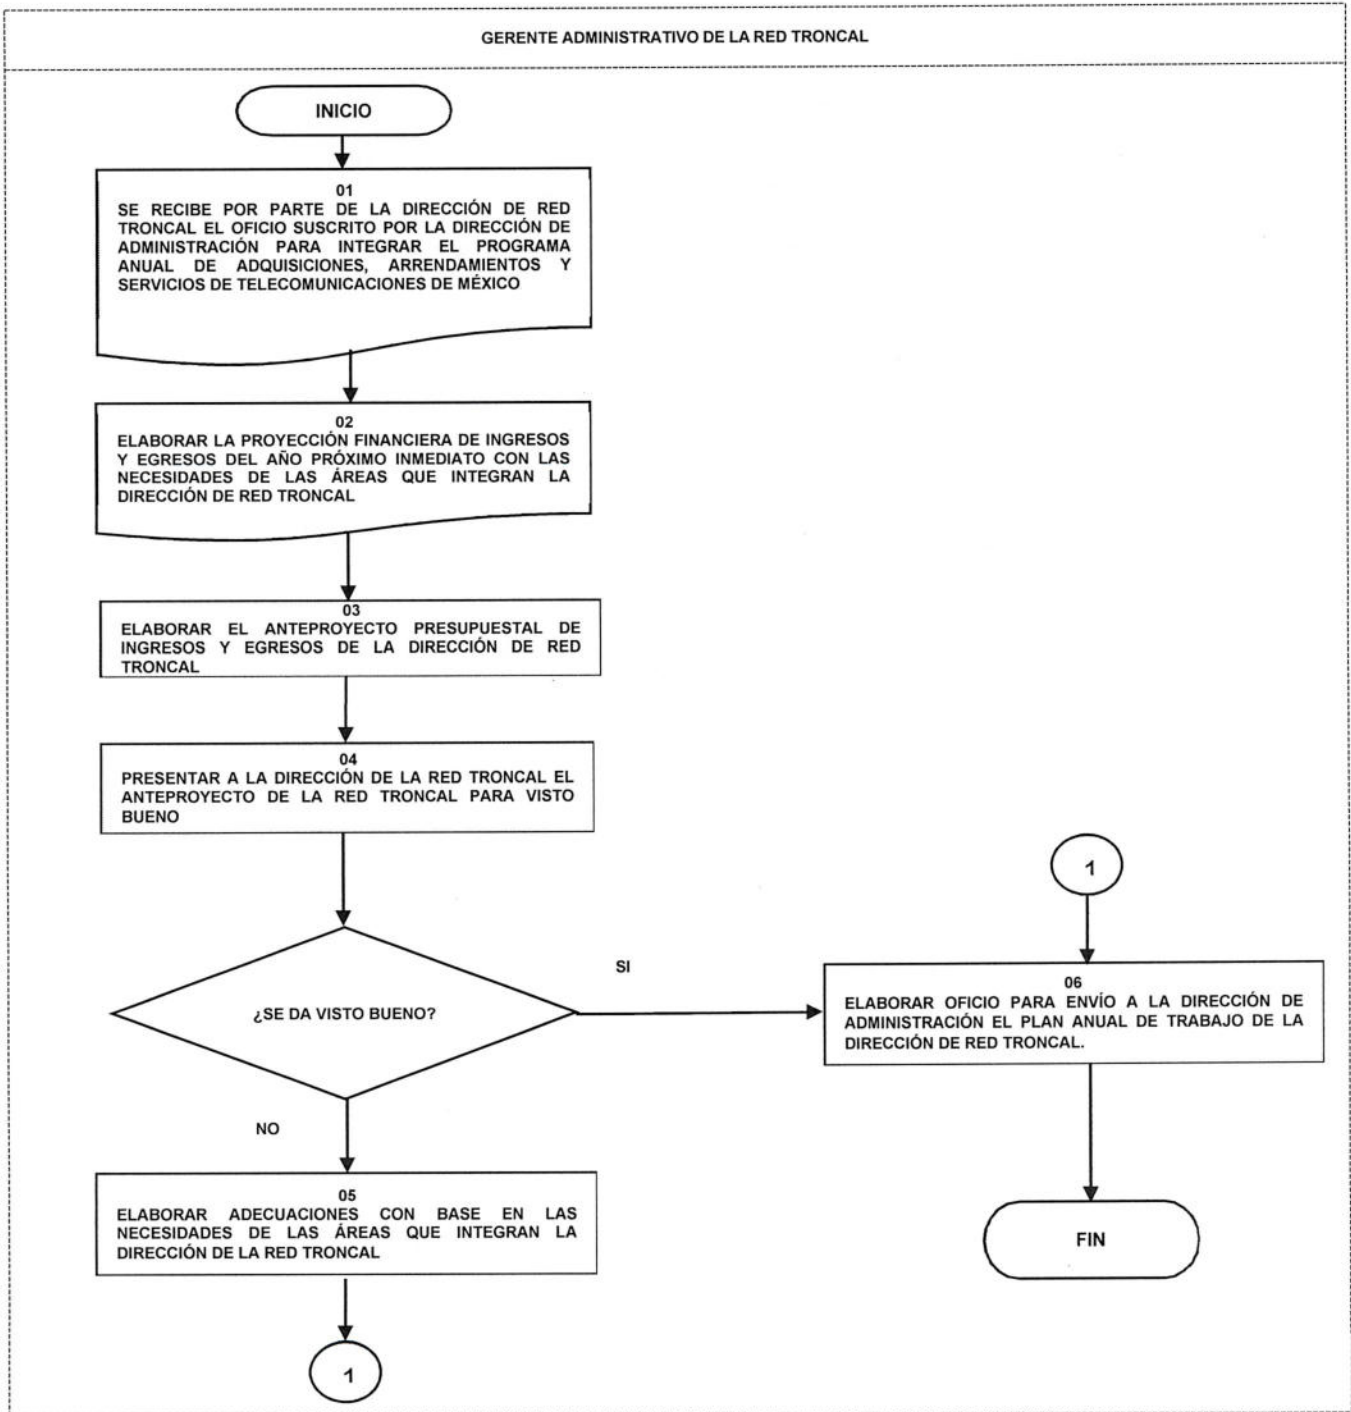 GERENTE ADMINISTRATIVO DE LA RED TRONCAL
INICIO
01
SE RECIBE POR PARTE DE LA DIRECCIÓN DE RED
TRONCAL EL OFICIO SUSCRITO POR LA DIRECCIÓN DE
ADMINISTRACIÓN PARA INTEGRAR EL PROGRAMA
ANUAL DE ADQUISICIONES, ARRENDAMIENTOS Y
SERVICIOS DE TELECOMUNICACIONES DE MÉXICO
02
ELABORAR LA PROYECCIÓN FINANCIERA DE INGRESOS
Y EGRESOS DEL AÑO PRÓXIMO INMEDIATO CON LAS
NECESIDADES DE LAS ÁREAS QUE INTEGRAN LA
DIRECCIÓN DE RED TRONCAL
03
ELABORAR EL ANTEPROYECTO PRESUPUESTAL DE
INGRESOS Y EGRESOS DE LA DIRECCIÓN DE RED
TRONCAL
04
PRESENTAR A LA DIRECCIÓN DE LA RED TRONCAL EL
ANTEPROYECTO DE LA RED TRONCAL PARA VISTO
BUENO
¿SE DA VISTO BUENO?
SI
NO
05
ELABORAR ADECUACIONES CON BASE EN LAS
NECESIDADES DE LAS ÁREAS QUE INTEGRAN LA
DIRECCIÓN DE LA RED TRONCAL
1
1
06
ELABORAR OFICIO PARA ENVÍO A LA DIRECCIÓN DE
ADMINISTRACIÓN EL PLAN ANUAL DE TRABAJO DE LA
DIRECCIÓN DE RED TRONCAL.
FIN